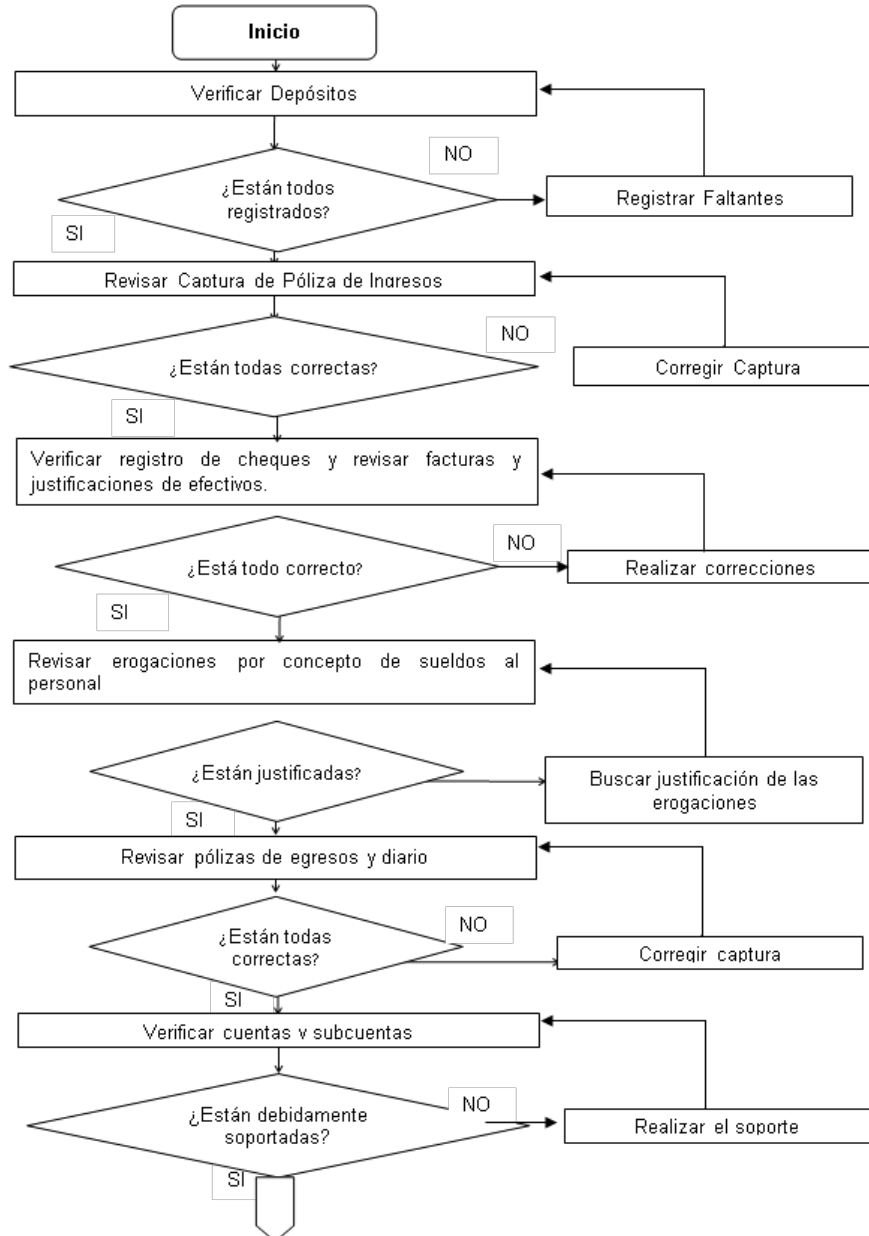 Inicio
Verificar Depósitos
NO
¿Están todos
registrados?
Registrar Faltantes
SI
Revisar Captura de Póliza de Ingresos
NO
¿Están todas correctas?
Corregir Captura
SI
Verificar registro de cheques y revisar facturas y
justificaciones de efectivos.
NO
¿Está todo correcto?
Realizar correcciones
SI
Revisar erogaciones por concepto de sueldos al
personal
¿Están justificadas?
Buscar justificación de las
erogaciones
SI
Revisar pólizas de egresos y diario
NO
¿Están todas
correctas?
Corregir captura
SI
Verificar cuentas y subcuentas
NO
¿Están debidamente
soportadas?
Realizar el soporte
SI